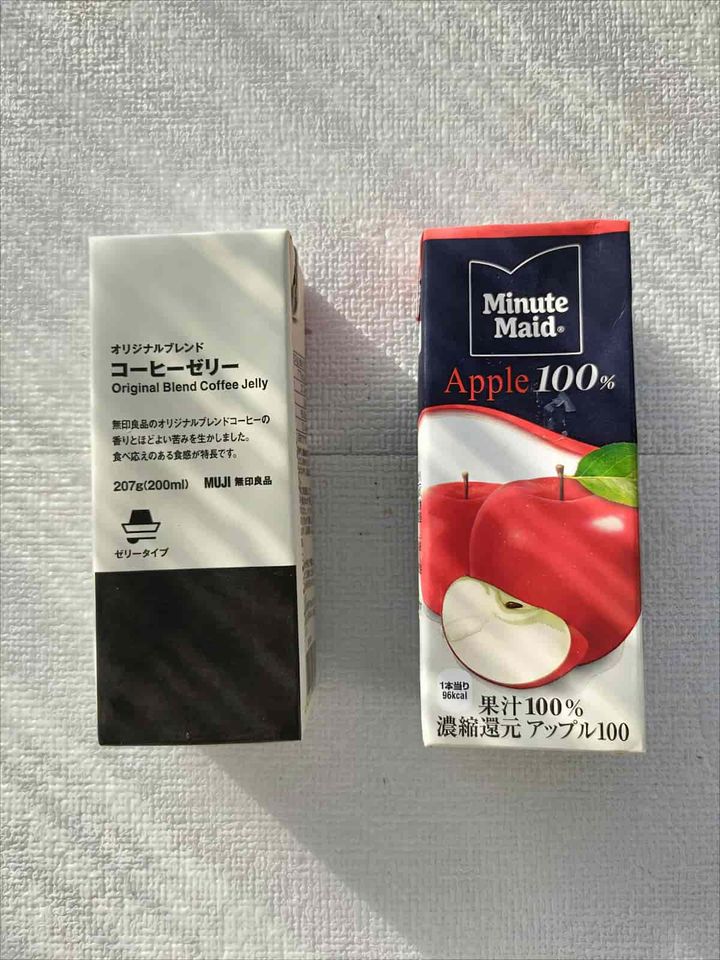 オリジナルブレンド
コーヒーゼリー
Original Blend Coffee Jelly
無印良品のオリジナルブレンドコーヒーの
香りとほどよい苦みを生かしました。
食べ応えのある食感が特長です。
207g(200ml) MUJI 無印良品
ゼリータイプ
Minute
Maid®
Apple 100%
1本当り
96kcal
果汁100%
濃縮還元 アップル100